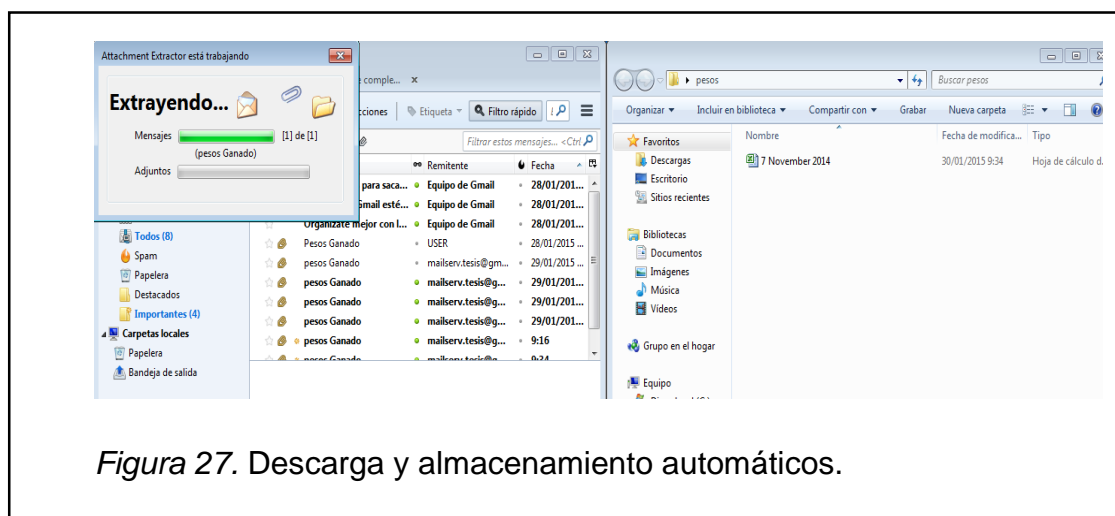 Attachment Extractor está trabajando
Extrayendo...
Mensajes [1] de [1]
(pesos Ganado)
Adjuntos
comple... x
cciones Etiqueta Filtro rápido
Filtrar estos mensajes... <Ctrl
Remitente Fecha
para saca... Equipo de Gmail 28/01/201...
Gmail esté... Equipo de Gmail 28/01/201...
Organízate mejor con l... Equipo de Gmail 28/01/201...
Pesos Ganado USER 28/01/2015 ...
pesos Ganado mailserv.tesis@gm... 29/01/2015 ...
pesos Ganado mailserv.tesis@g... 29/01/201...
pesos Ganado mailserv.tesis@g... 29/01/201...
pesos Ganado mailserv.tesis@g... 29/01/201...
pesos Ganado mailserv.tesis@g... 9:16
pesos Ganado mailserv.tesis@g... 9:34
Todos (8)
Spam
Papelera
Destacados
Importantes (4)
Carpetas locales
Papelera
Bandeja de salida
pesos
Buscar pesos
Organizar Incluir en biblioteca Compartir con Grabar Nueva carpeta
Favoritos
Descargas
Escritorio
Sitios recientes
Bibliotecas
Documentos
Imágenes
Música
Vídeos
Grupo en el hogar
Equipo
Nombre Fecha de modifica... Tipo
7 November 2014 30/01/2015 9:34 Hoja de cálculo d
Figura 27. Descarga y almacenamiento automáticos.